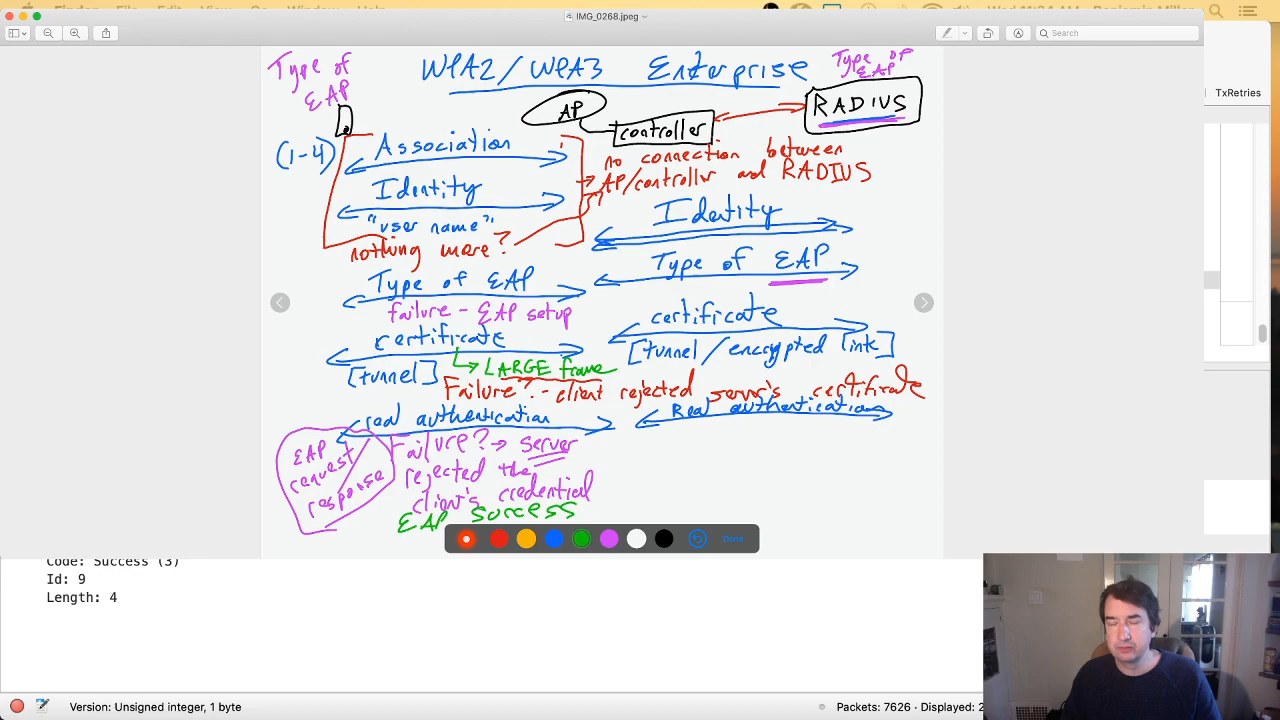 IMG_0268.jpeg
Search
TxRetries
WPA2/WPA3 Enterprise
Type of
EAP
Type of
EAP
AP
controller
RADIUS
(1-4)
Association
no connection between
AP/controller and RADIUS
Identity
"user name"
nothing more?
Identity
Type of EAP
Type of EAP
failure - EAP setup
certificate
certificate
[tunnel]
LARGE frame
[tunnel/encrypted link]
Failure? - client rejected server's certificate
real authentication
Real authentication
EAP
request
response
Failure? → server
rejected the
client's credential
EAP success
Done
Code: Success (3)
Id: 9
Length: 4
Version: Unsigned integer, 1 byte
Packets: 7626 · Displayed: 2